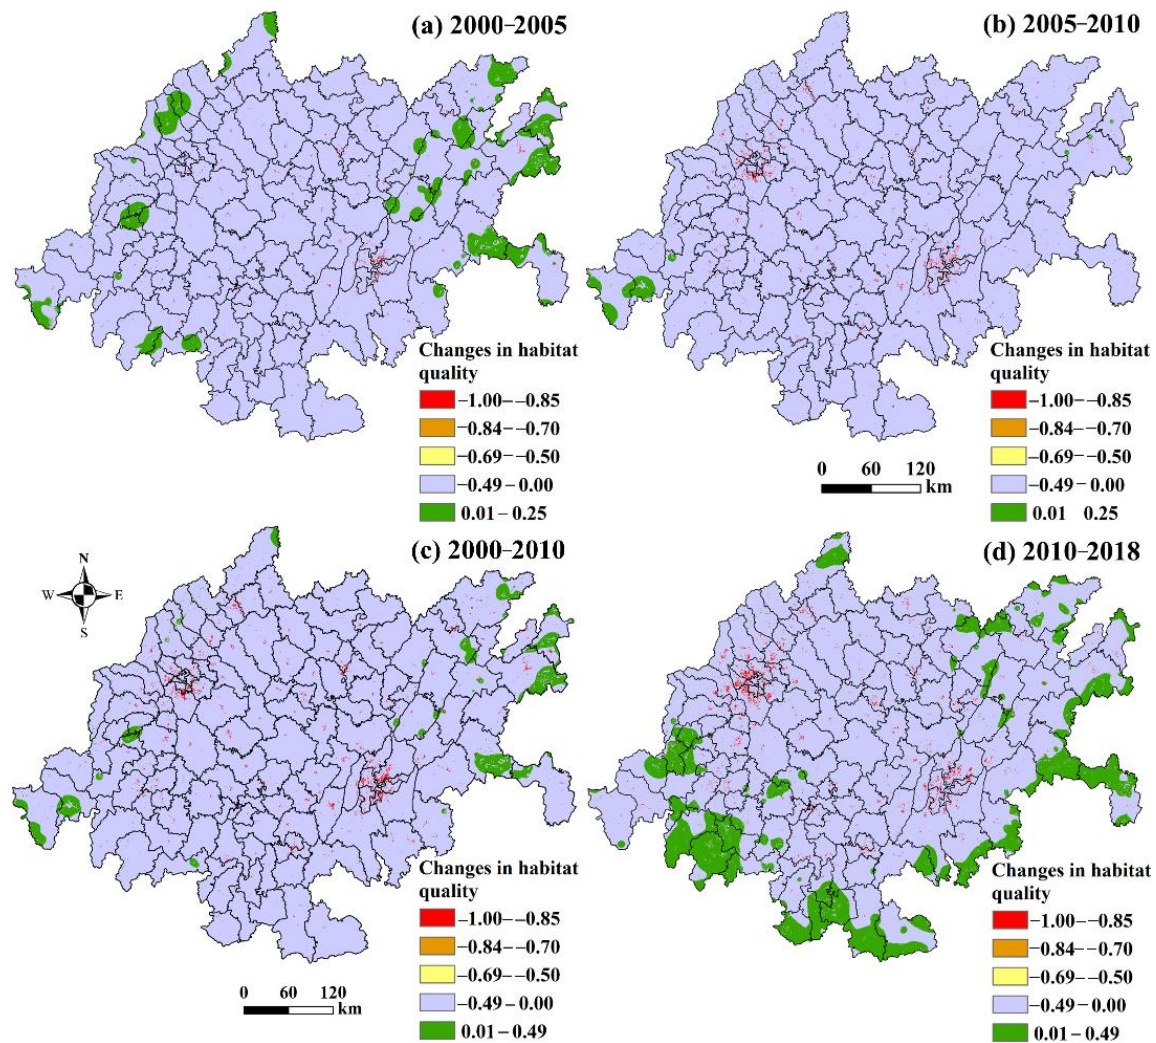 (a) 2000–2005
Changes in habitat
quality
–1.00– –0.85
–0.84– –0.70
–0.69– –0.50
–0.49 – 0.00
0.01 – 0.25
(b) 2005–2010
Changes in habitat
quality
–1.00– –0.85
–0.84– –0.70
–0.69– –0.50
–0.49 – 0.00
0.01 0.25
0 60 120
km
N
W E
S
(c) 2000–2010
Changes in habitat
quality
–1.00– –0.85
–0.84– –0.70
–0.69– –0.50
–0.49 – 0.00
0.01 – 0.49
0 60 120
km
(d) 2010–2018
Changes in habitat
quality
–1.00– –0.85
–0.84– –0.70
–0.69– –0.50
–0.49 – 0.00
0.01 – 0.49